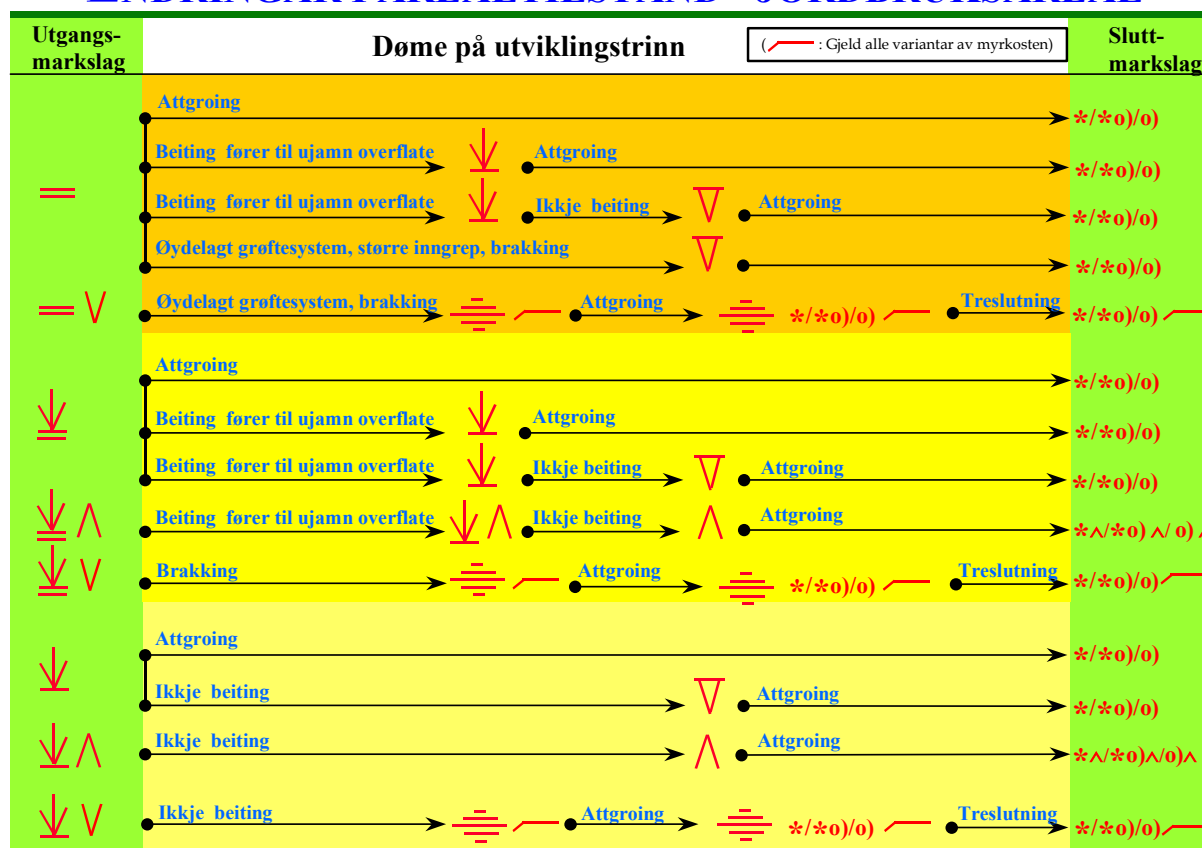 ENDRINGAR I AREALTILSTAND - JORDBRUKSAREAL
Utgangs-
markslag
Døme på utviklingstrinn
( : Gjeld alle variantar av myrkosten)
Slutt-
markslag
Attgroing
*/*o)/o)
Beiting fører til ujamn overflate
Attgroing
*/*o)/o)
Beiting fører til ujamn overflate
Ikkje beiting
Attgroing
*/*o)/o)
Øydelagt grøftesystem, større inngrep, brakking
*/*o)/o)
Øydelagt grøftesystem, brakking
Attgroing
*/*o)/o)
Treslutning
*/*o)/o)
Attgroing
*/*o)/o)
Beiting fører til ujamn overflate
Attgroing
*/*o)/o)
Beiting fører til ujamn overflate
Ikkje beiting
Attgroing
*/*o)/o)
Beiting fører til ujamn overflate
Ikkje beiting
Attgroing
*^/*o) ^/ o) ^
Brakking
Attgroing
*/*o)/o)
Treslutning
*/*o)/o)
Attgroing
*/*o)/o)
Ikkje beiting
Attgroing
*/*o)/o)
Ikkje beiting
Attgroing
*^/*o)^/o)^
Ikkje beiting
Attgroing
*/*o)/o)
Treslutning
*/*o)/o)